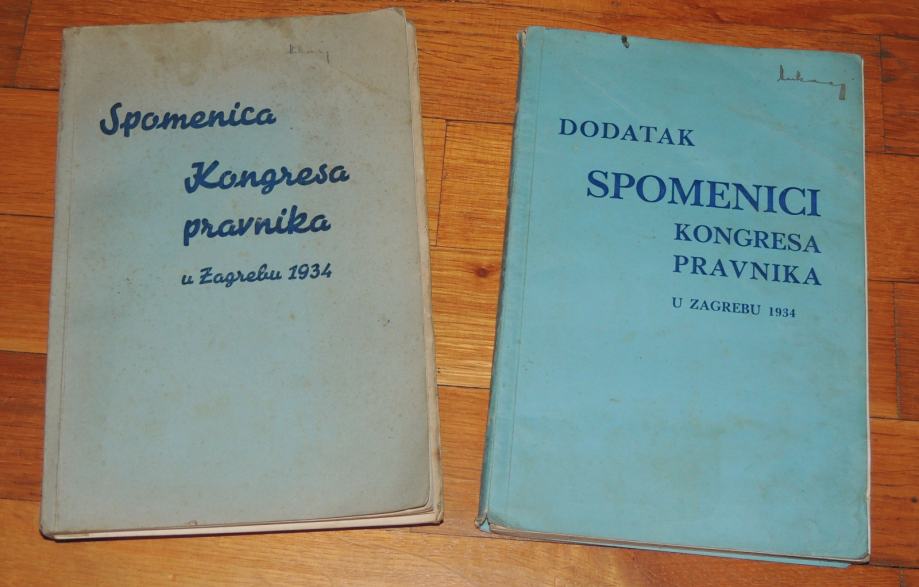 Spomenica
Kongresa
pravnika
u Zagrebu 1934
DODATAK
SPOMENICI
KONGRESA
PRAVNIKA
U ZAGREBU 1934